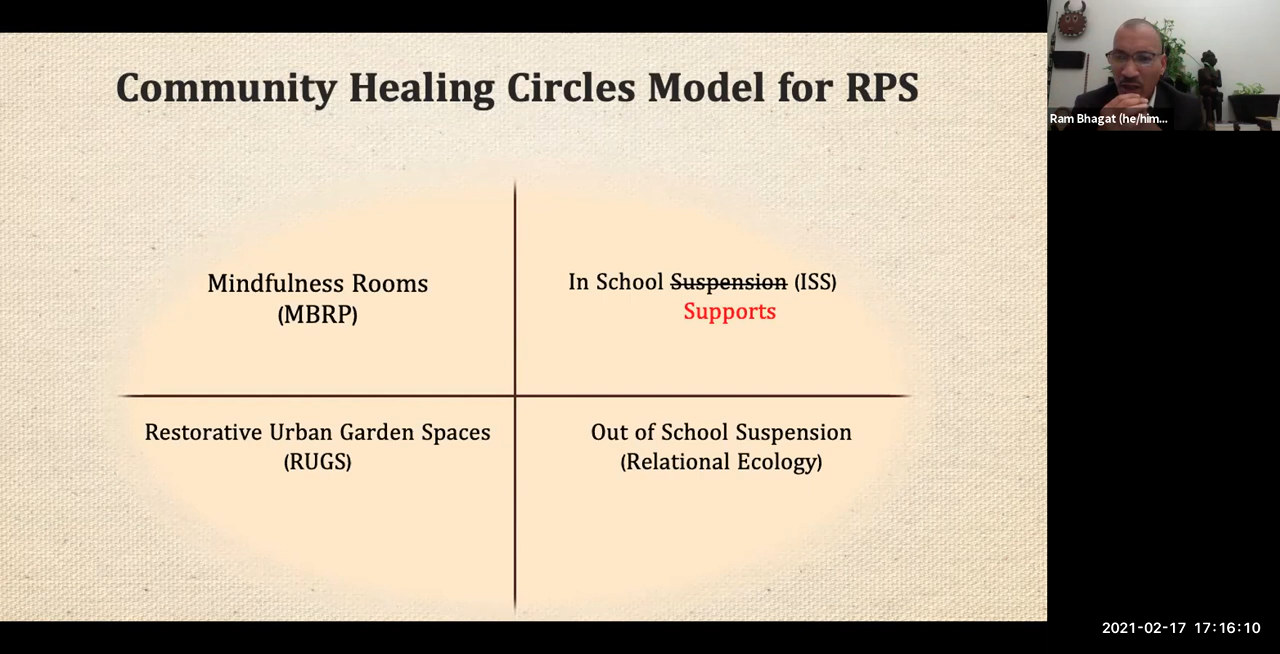 Community Healing Circles Model for RPS
Ram Bhagat (he/him...
Mindfulness Rooms
(MBRP)
In School Suspension (ISS)
Supports
Restorative Urban Garden Spaces
(RUGS)
Out of School Suspension
(Relational Ecology)
2021-02-17 17:16:10